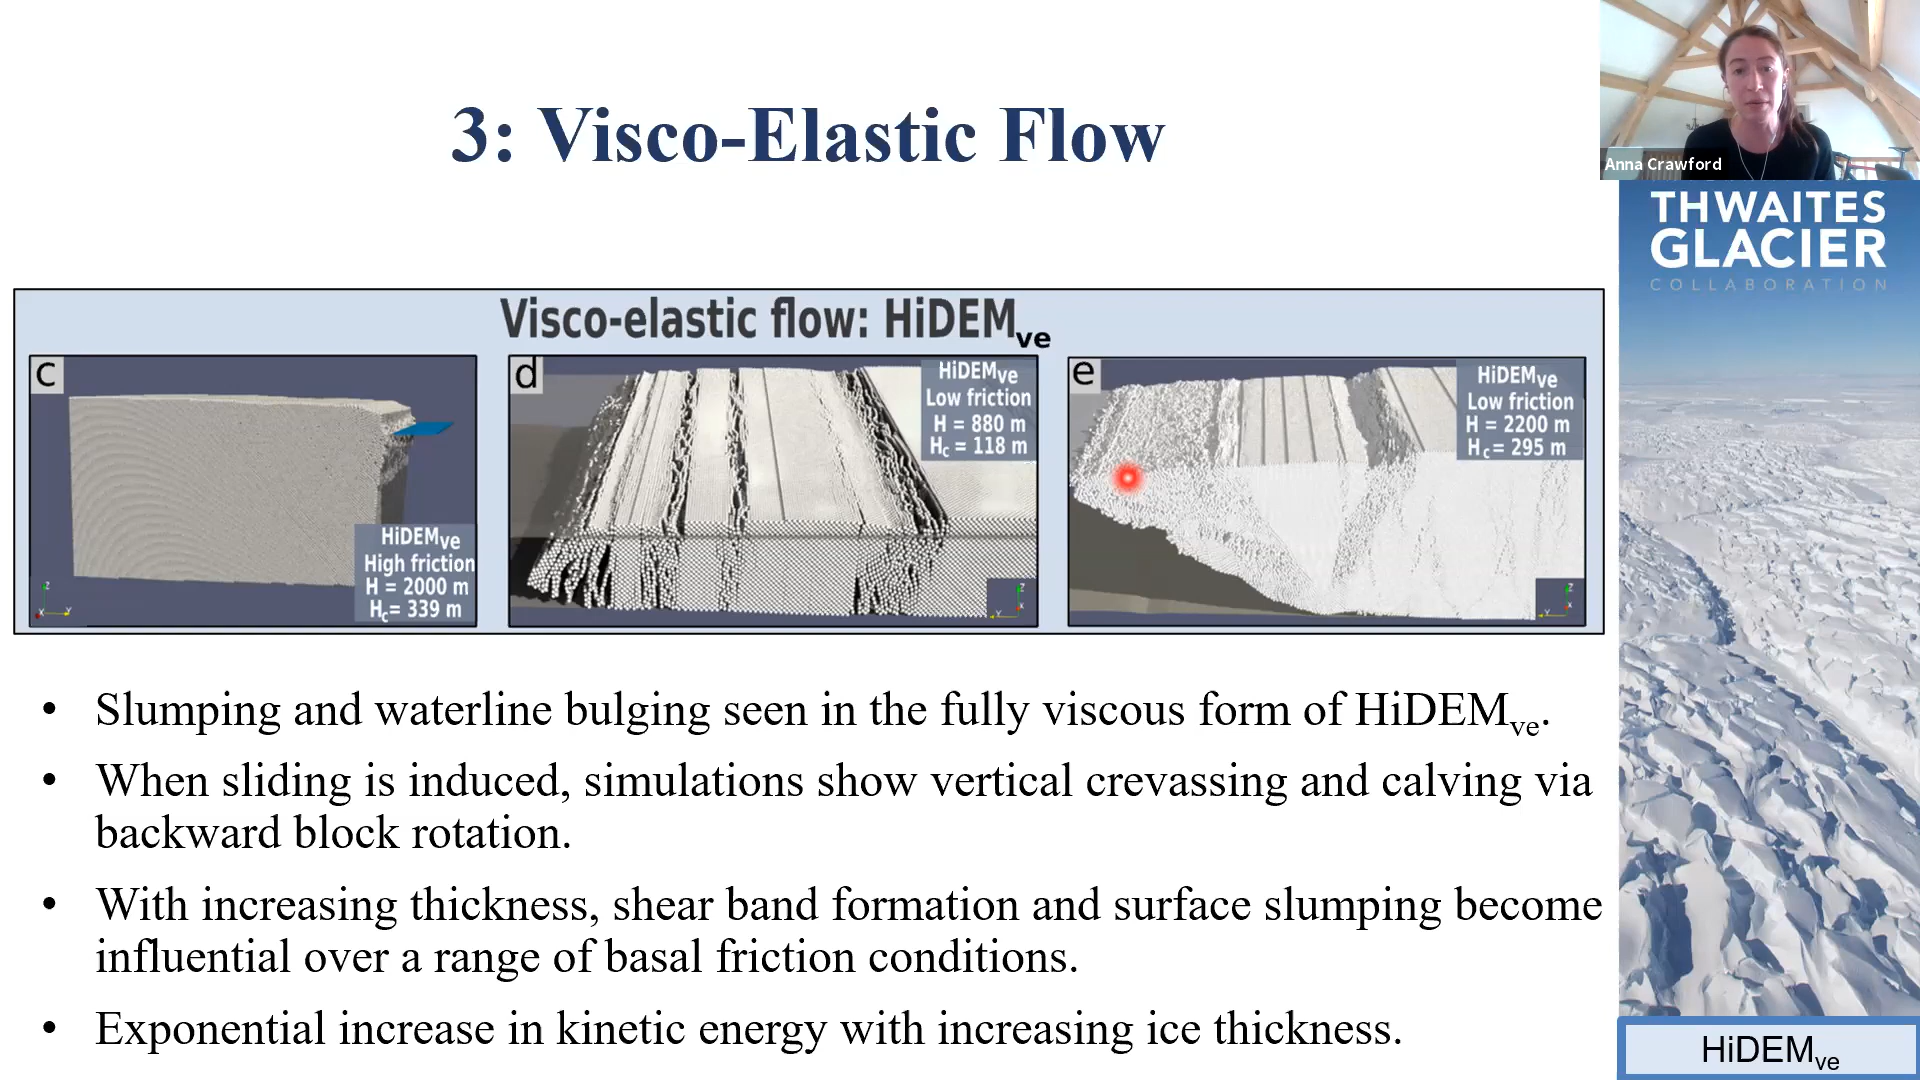 3: Visco-Elastic Flow
Anna Crawford
THWAITES
GLACIER
COLLABORATION
Visco-elastic flow: HiDEMve
c
HiDEMve
High friction
H = 2000 m
Hc= 339 m
d
HiDEMve
Low friction
H = 880 m
Hc = 118 m
e
HiDEMve
Low friction
H = 2200 m
Hc = 295 m
• Slumping and waterline bulging seen in the fully viscous form of HiDEMve.
• When sliding is induced, simulations show vertical crevassing and calving via
backward block rotation.
• With increasing thickness, shear band formation and surface slumping become
influential over a range of basal friction conditions.
• Exponential increase in kinetic energy with increasing ice thickness.
HiDEMve